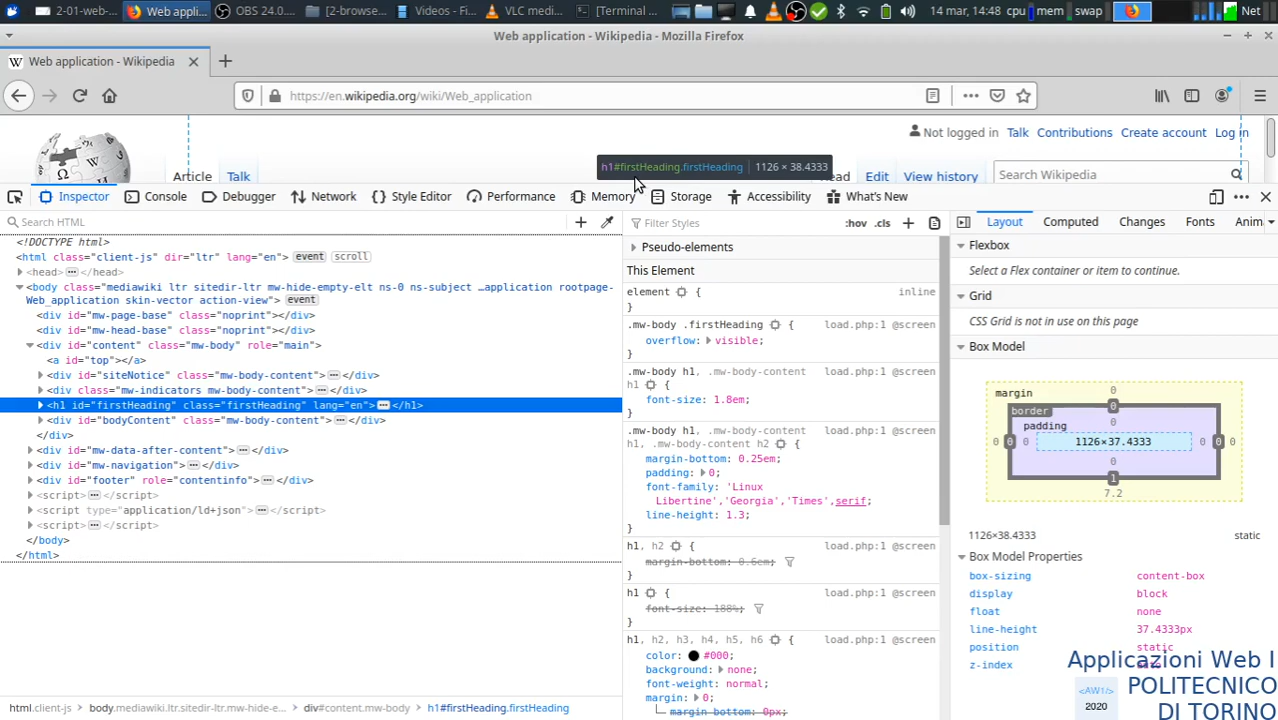 2-01-web-... Web appli... OBS 24.0.... [2-browse... Videos - Fi... VLC medi... [Terminal ... 14 mar, 14:48 cpu mem swap Net
Web application - Wikipedia - Mozilla Firefox
W Web application - Wikipedia
https://en.wikipedia.org/wiki/Web_application
Not logged in Talk Contributions Create account Log in
h1#firstHeading.firstHeading 1126 × 38.4333
Article Talk ead Edit View history Search Wikipedia
Inspector Console Debugger Network Style Editor Performance Memory Storage Accessibility What's New
Search HTML
Filter Styles :hov .cls
Layout Computed Changes Fonts Anim
<!DOCTYPE html>
<html class="client-js" dir="ltr" lang="en"> event scroll
<head> ••• </head>
<body class="mediawiki ltr sitedir-ltr mw-hide-empty-elt ns-0 ns-subject …application rootpage-
Web_application skin-vector action-view"> event
<div id="mw-page-base" class="noprint"></div>
<div id="mw-head-base" class="noprint"></div>
<div id="content" class="mw-body" role="main">
<a id="top"></a>
<div id="siteNotice" class="mw-body-content"> ••• </div>
<div class="mw-indicators mw-body-content"> ••• </div>
<h1 id="firstHeading" class="firstHeading" lang="en"> ••• </h1>
<div id="bodyContent" class="mw-body-content"> ••• </div>
</div>
<div id="mw-data-after-content"> ••• </div>
<div id="mw-navigation"> ••• </div>
<div id="footer" role="contentinfo"> ••• </div>
<script> ••• </script>
<script type="application/ld+json"> ••• </script>
<script> ••• </script>
</body>
</html>
html.client-js body.mediawiki.ltr.sitedir-ltr.mw-hide-e... div#content.mw-body h1#firstHeading.firstHeading
Pseudo-elements
This Element
element { inline
}
.mw-body .firstHeading { load.php:1 @screen
overflow: visible;
}
.mw-body h1, .mw-body-content load.php:1 @screen
h1 {
font-size: 1.8em;
}
.mw-body h1, .mw-body-content load.php:1 @screen
h1, .mw-body-content h2 {
margin-bottom: 0.25em;
padding: 0;
font-family: 'Linux
Libertine','Georgia','Times',serif;
line-height: 1.3;
}
h1, h2 { load.php:1 @screen
margin-bottom: 0.6em;
}
h1 { load.php:1 @screen
font-size: 188%;
}
h1, h2, h3, h4, h5, h6 { load.php:1 @screen
color: #000;
background: none;
font-weight: normal;
margin: 0;
margin-bottom: 0px;
Flexbox
Select a Flex container or item to continue.
Grid
CSS Grid is not in use on this page
Box Model
margin 0
border 0
padding 0
0 0 0 1126×37.4333 0 0 0
0
1
7.2
1126×38.4333 static
Box Model Properties
box-sizing content-box
display block
float none
line-height 37.4333px
position static
z-index
Applicazioni Web I
POLITECNICO
DI TORINO
<AW1/>
2020